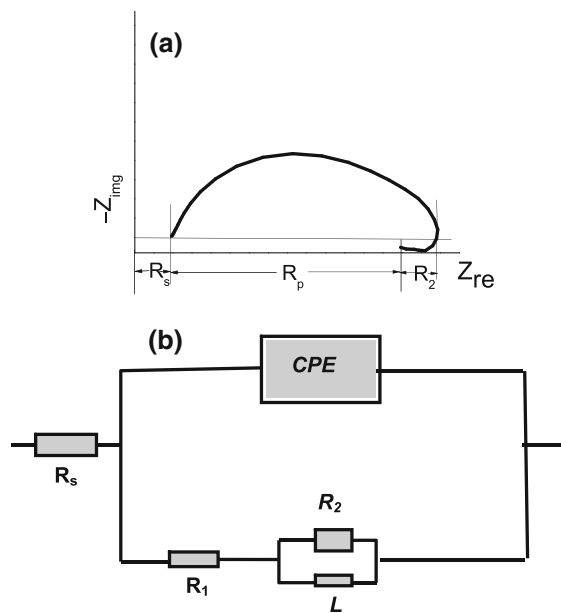 (a)
–Z_img
R_s R_p R_2 Z_re
(b)
CPE
R_s
R_2
R_1
L